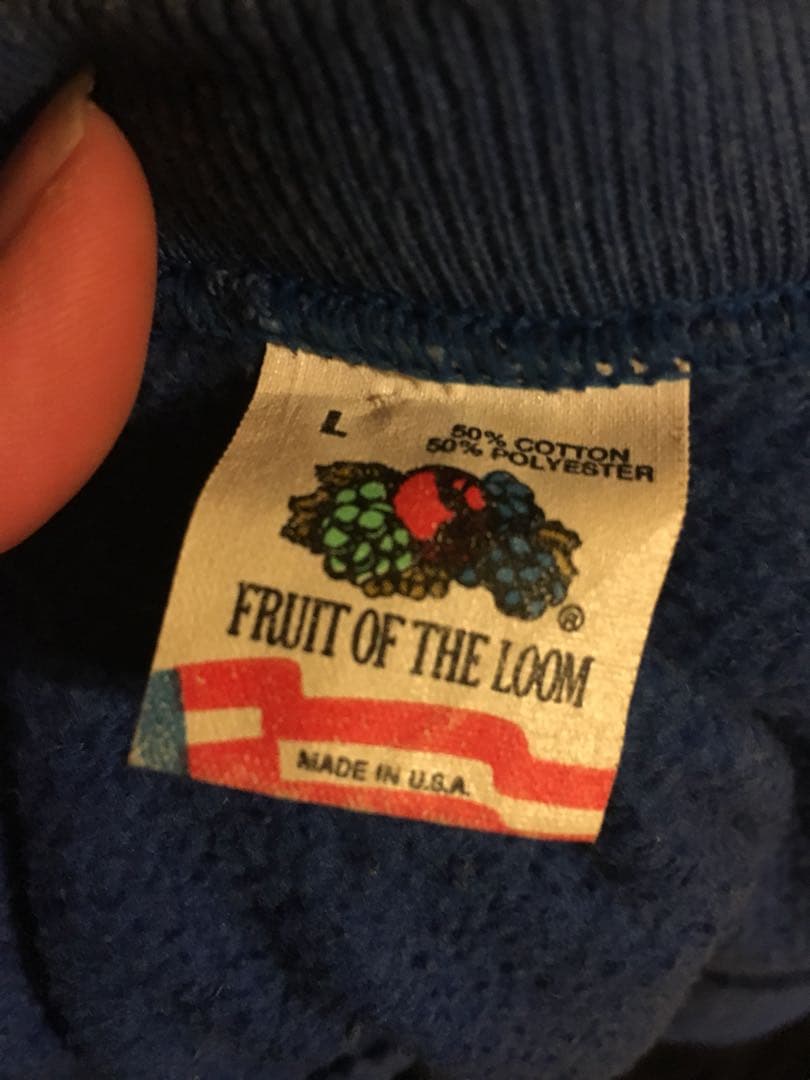 L
50% COTTON
50% POLYESTER
®
FRUIT OF THE LOOM
MADE IN U.S.A.